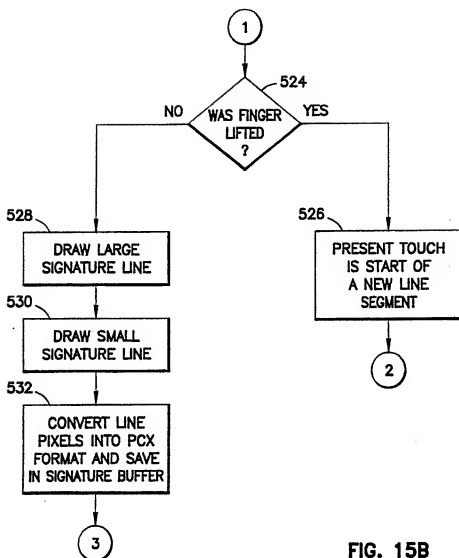 1
524
NO
WAS FINGER
LIFTED
?
YES
528
DRAW LARGE
SIGNATURE LINE
526
PRESENT TOUCH
IS START OF
A NEW LINE
SEGMENT
530
DRAW SMALL
SIGNATURE LINE
2
532
CONVERT LINE
PIXELS INTO PCX
FORMAT AND SAVE
IN SIGNATURE BUFFER
3
FIG. 15B